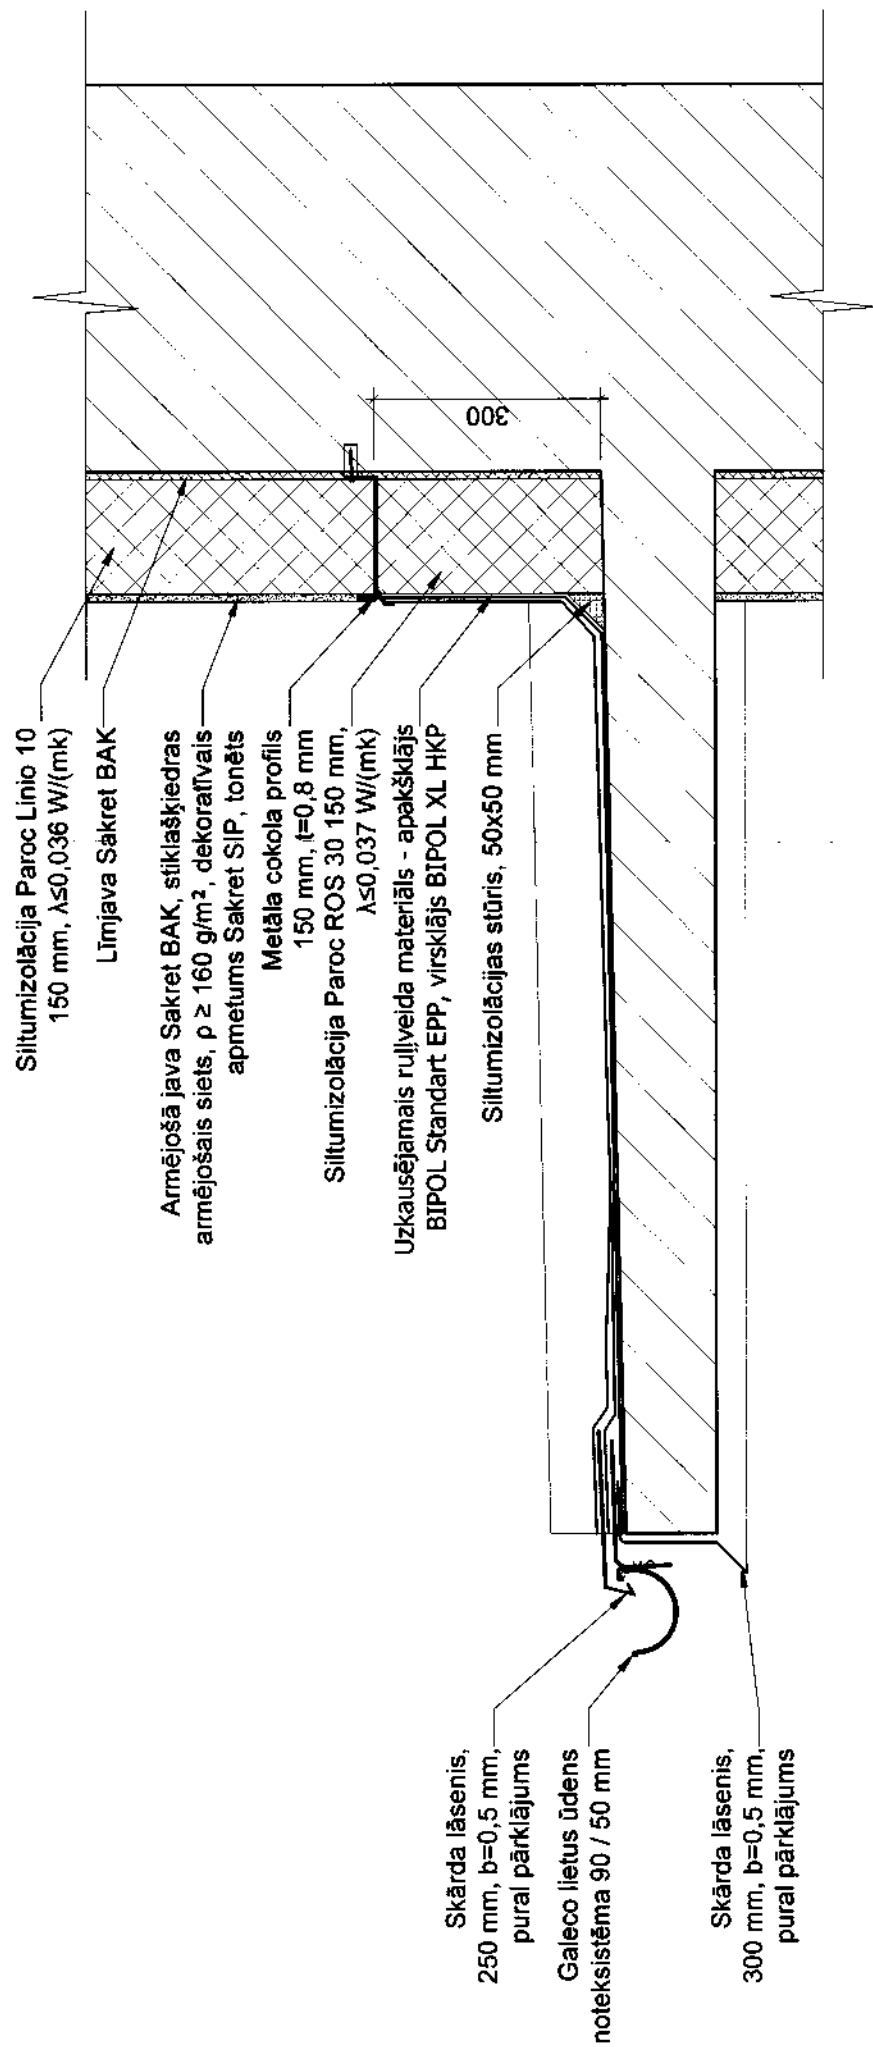 Siltumizolācija Paroc Linio 10
150 mm, λ≤0,036 W/(mk)
Līmjava Sakret BAK
Armējošā java Sakret BAK, stiklašķiedras
armējošais siets, ρ ≥ 160 g/m², dekoratīvais
apmetums Sakret SIP, tonēts
Metāla cokola profils
150 mm, t=0,8 mm
Siltumizolācija Paroc ROS 30 150 mm,
λ≤0,037 W/(mk)
Uzkausējamais ruļļveida materiāls - apakšklājs
BIPOL Standart EPP, virsklājs BIPOL XL HKP
Siltumizolācijas stūris, 50x50 mm
300
Skārda lāsenis,
250 mm, b=0,5 mm,
pural pārklājums
Galeco lietus ūdens
noteksistēma 90 / 50 mm
Skārda lāsenis,
300 mm, b=0,5 mm,
pural pārklājums